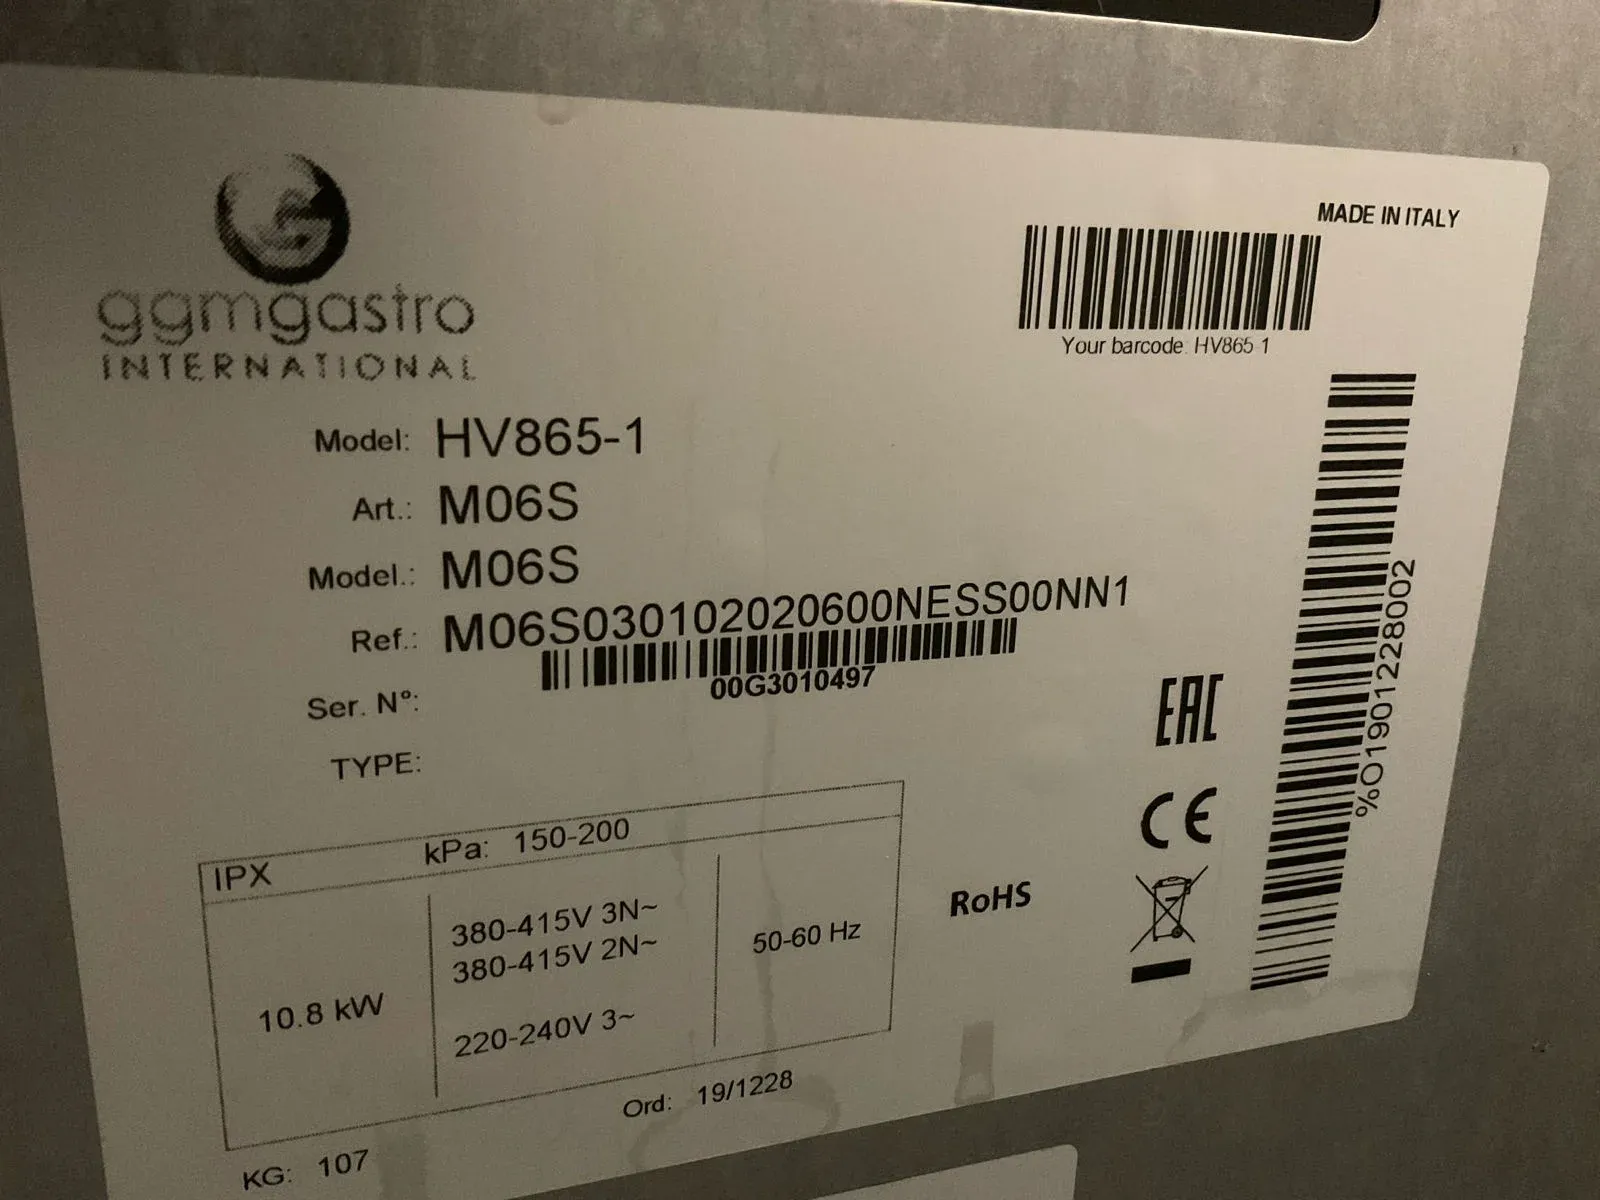 MADE IN ITALY
ggmgastro
INTERNATIONAL
Your barcode. HV865 1
Model: HV865-1
Art.: M06S
Model.: M06S
Ref.: M06S030102020600NESS00NN1
00G3010497
Ser. N°:
TYPE:
%O1901228002
EAC
CE
RoHS
IPX
kPa: 150-200
10.8 kW
380-415V 3N~
380-415V 2N~
220-240V 3~
50-60 Hz
Ord: 19/1228
KG: 107